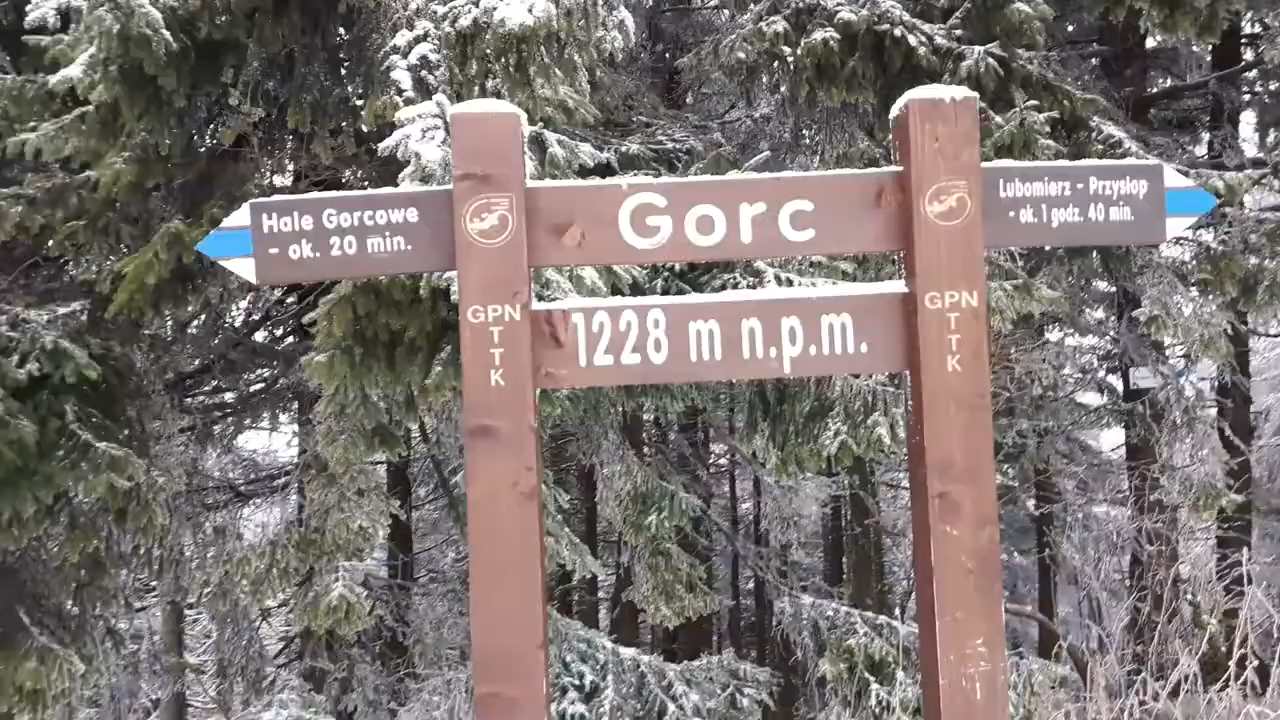 Hale Gorcowe
- ok. 20 min.
Gorc
Lubomierz - Przysłop
- ok. 1 godz. 40 min.
1228 m n.p.m.
GPN
T
T
K
GPN
T
T
K